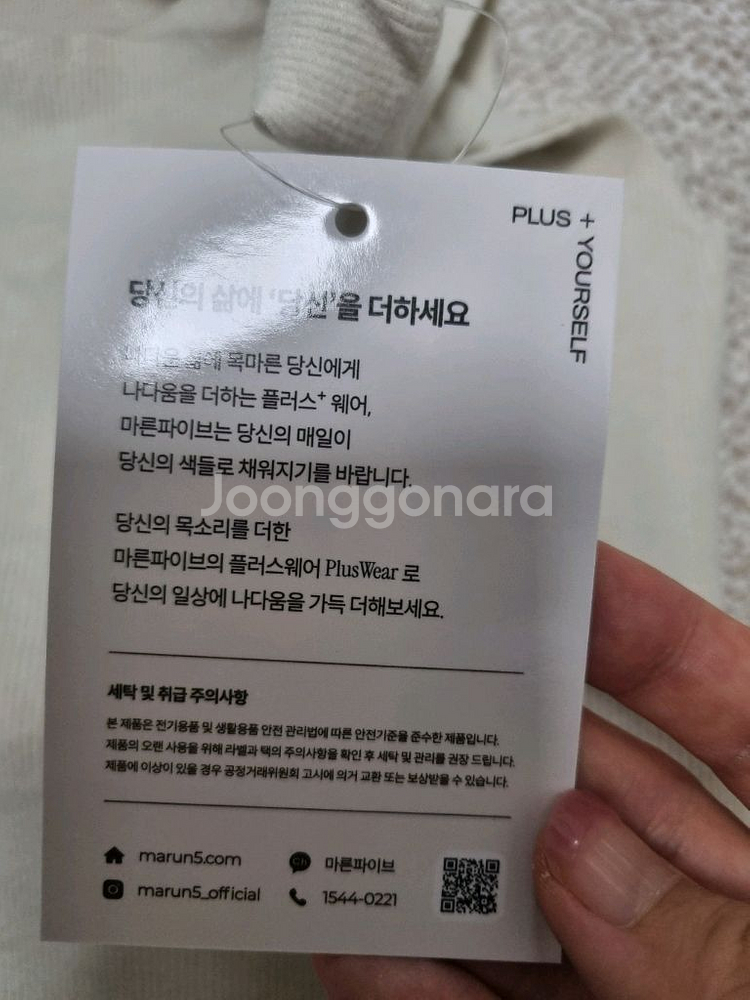 PLUS + YOURSELF
당신의 삶에 ‘당신’을 더하세요
나다운 삶에 목마른 당신에게
나다움을 더하는 플러스⁺ 웨어,
마른파이브는 당신의 매일이
당신의 색들로 채워지기를 바랍니다.
Joonggonara
당신의 목소리를 더한
마른파이브의 플러스웨어 PlusWear 로
당신의 일상에 나다움을 가득 더해보세요.
세탁 및 취급 주의사항
본 제품은 전기용품 및 생활용품 안전 관리법에 따른 안전기준을 준수한 제품입니다.
제품의 오랜 사용을 위해 라벨과 택의 주의사항을 확인 후 세탁 및 관리를 권장 드립니다.
제품에 이상이 있을 경우 공정거래위원회 고시에 의거 교환 또는 보상받을 수 있습니다.
marun5.com
Ch 마른파이브
marun5_official
1544-0221